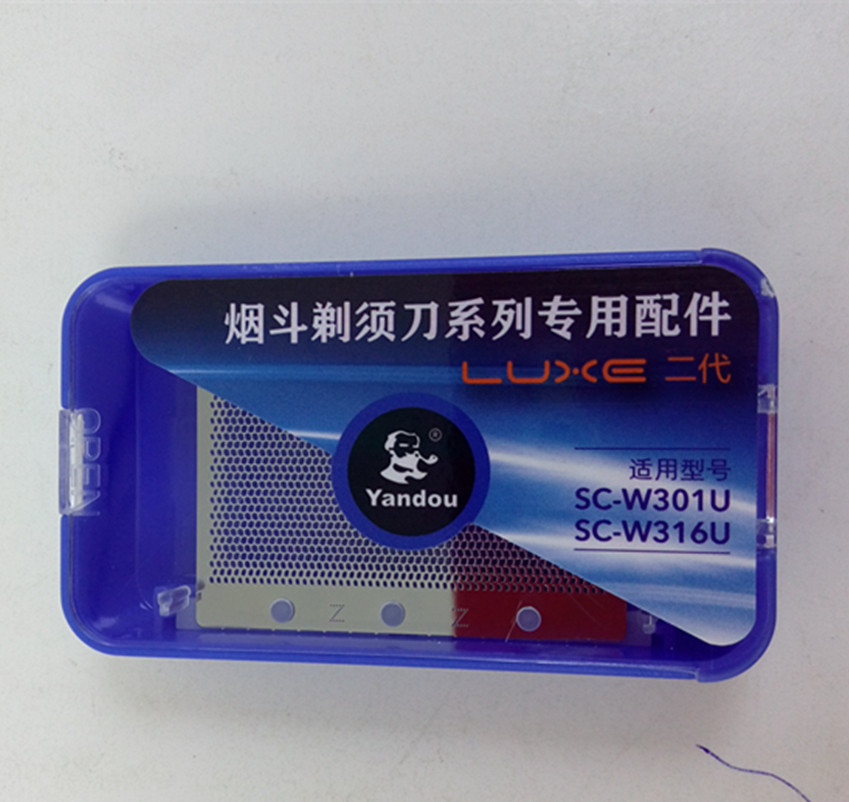 烟斗剃须刀系列专用配件
LUXE 二代
®
Yandou
适用型号
SC-W301U
SC-W316U
OPEN
Z Z